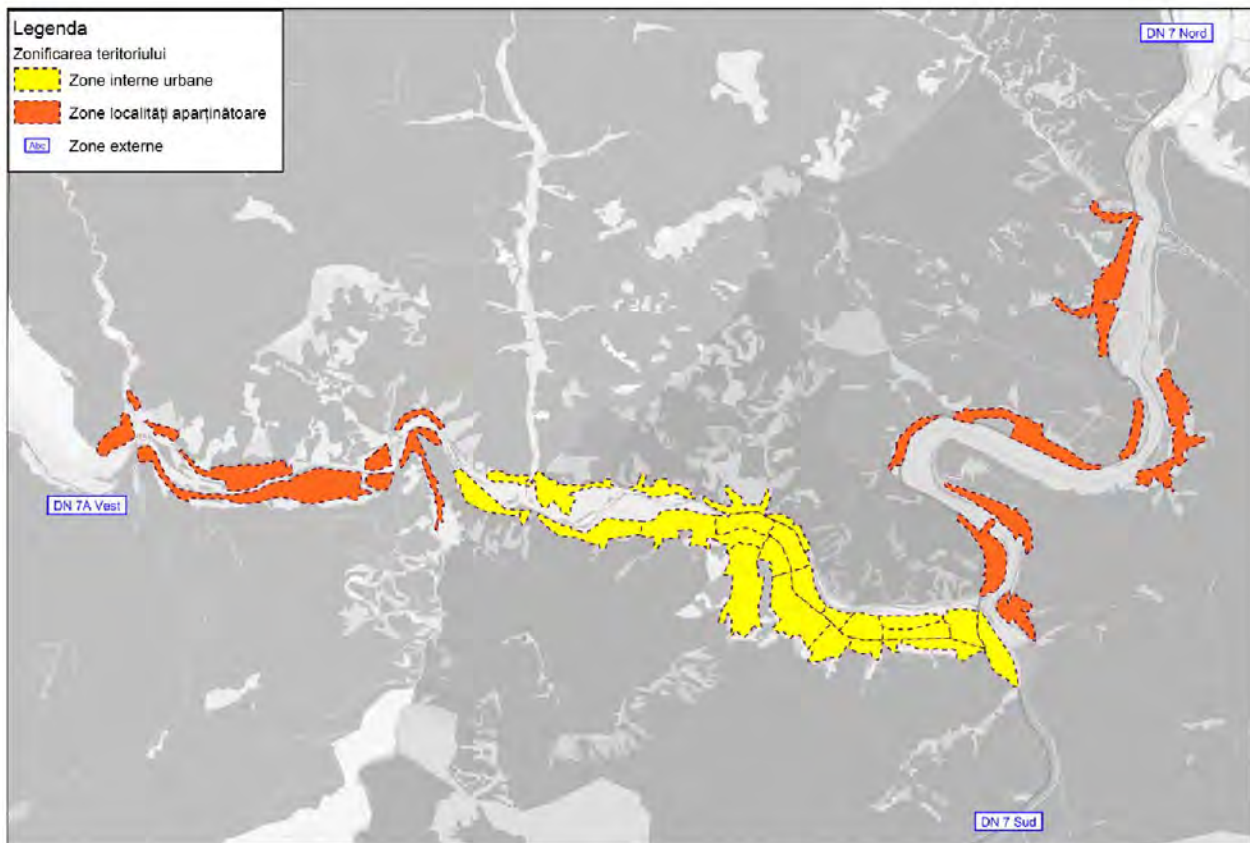 Legenda
Zonificarea teritoriului
Zone interne urbane
Zone localități aparținătoare
Abc Zone externe
DN 7 Nord
DN 7A Vest
DN 7 Sud